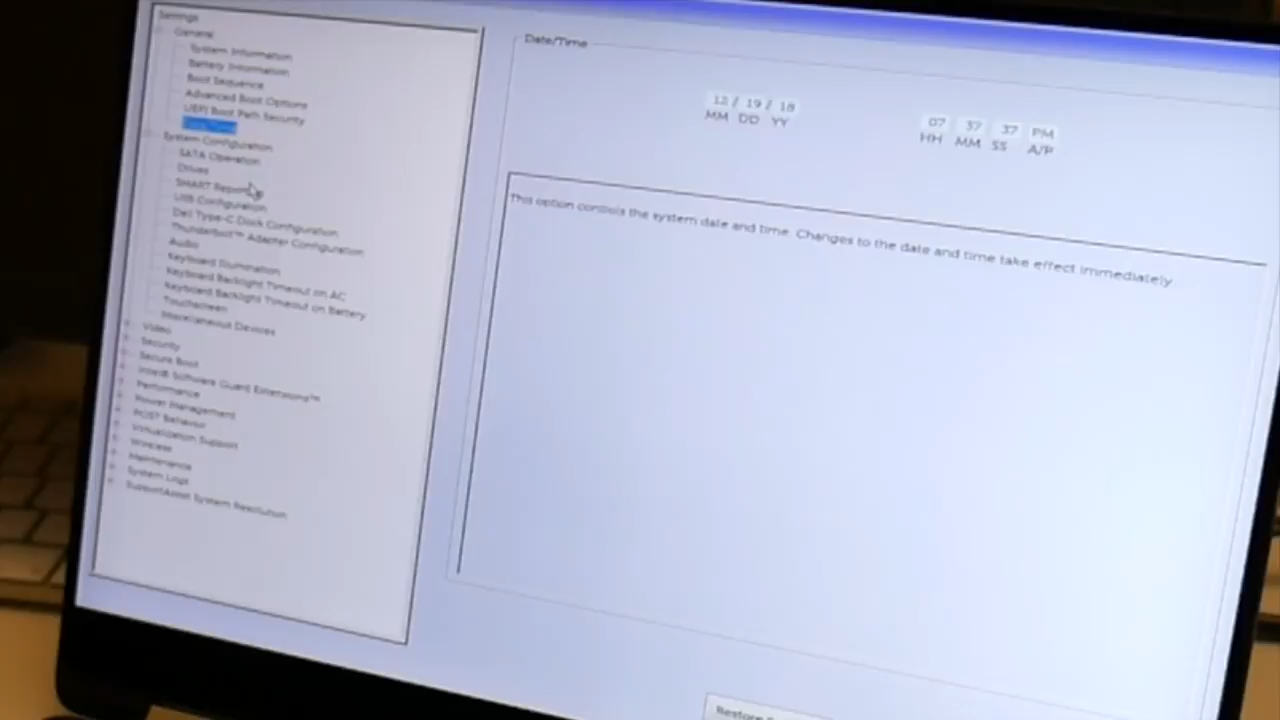 Settings
General
System Information
Battery Information
Boot Sequence
Advanced Boot Options
UEFI Boot Path Security
Date/Time
System Configuration
SATA Operation
Drives
SMART Reporting
USB Configuration
Dell Type-C Dock Configuration
Thunderbolt™ Adapter Configuration
Audio
Keyboard Illumination
Keyboard Backlight Timeout on AC
Keyboard Backlight Timeout on Battery
Touchscreen
Miscellaneous Devices
Video
Security
Secure Boot
Intel® Software Guard Extensions™
Performance
Power Management
POST Behavior
Virtualization Support
Wireless
Maintenance
System Logs
SupportAssist System Resolution
Date/Time
12 / 19 / 18
MM DD YY
07 37 37 PM
HH MM SS A/P
This option controls the system date and time. Changes to the date and time take effect immediately.
Restore